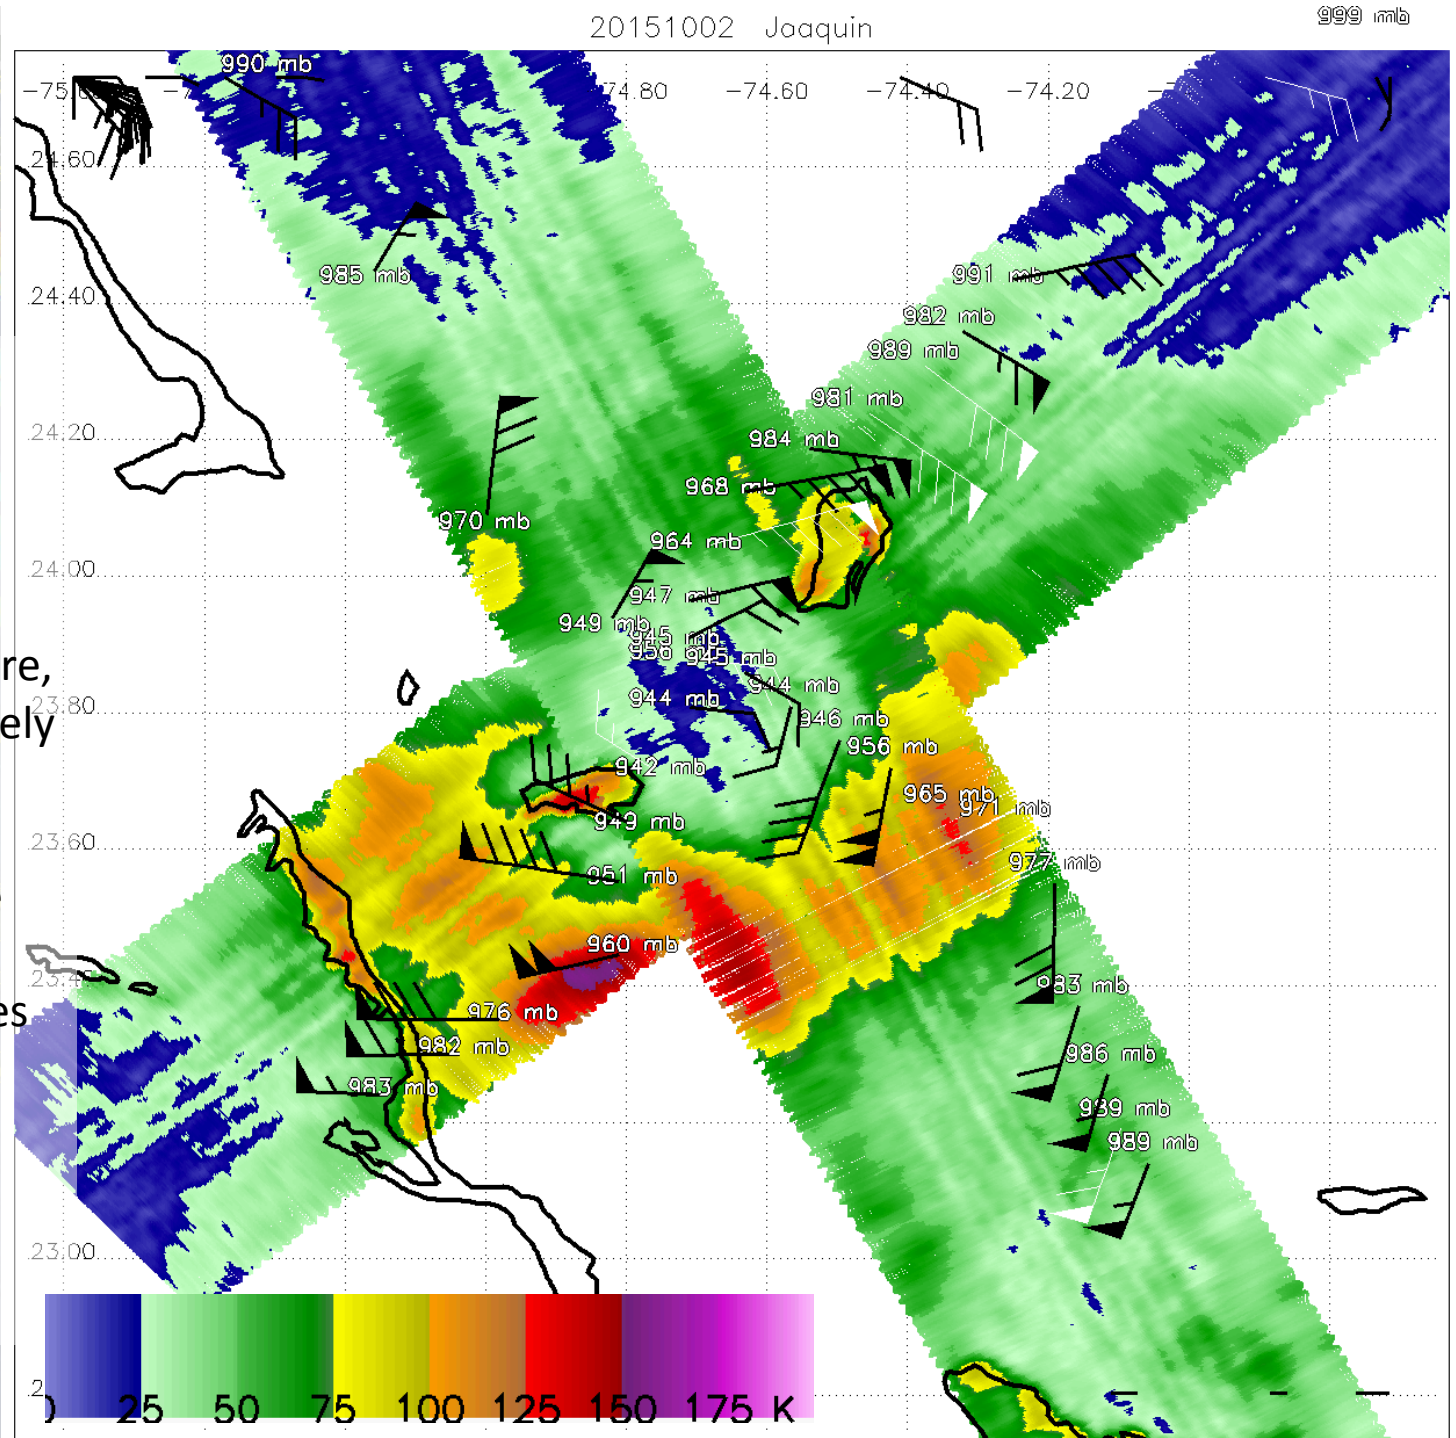 999 mb
20151002 Joaquin
990 mb
-74.80 -74.60 -74.40 -74.20
24.60
985 mb
991 mb
24.40
982 mb
989 mb
981 mb
24.20
984 mb
968 mb
970 mb
964 mb
24.00
947 mb
949 mb
945 mb
956 mb
945 mb
re,
944 mb
944 mb
ely
23.80
946 mb
956 mb
942 mb
965 mb
971 mb
949 mb
23.60
977 mb
951 mb
960 mb
983 mb
es
976 mb
982 mb
986 mb
983 mb
989 mb
989 mb
23.00
25 50 75 100 125 150 175 K